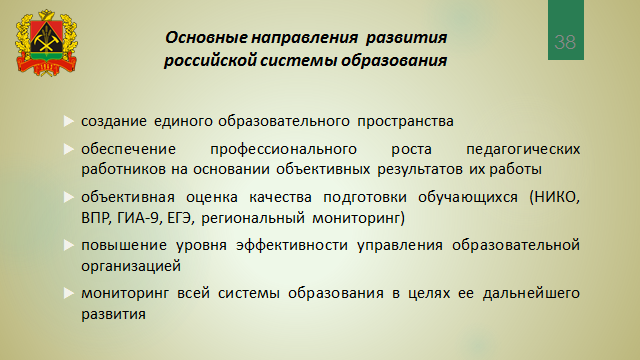 Основные направления развития
российской системы образования
38
создание единого образовательного пространства
обеспечение профессионального роста педагогических
работников на основании объективных результатов их работы
объективная оценка качества подготовки обучающихся (НИКО,
ВПР, ГИА-9, ЕГЭ, региональный мониторинг)
повышение уровня эффективности управления образовательной
организацией
мониторинг всей системы образования в целях ее дальнейшего
развития